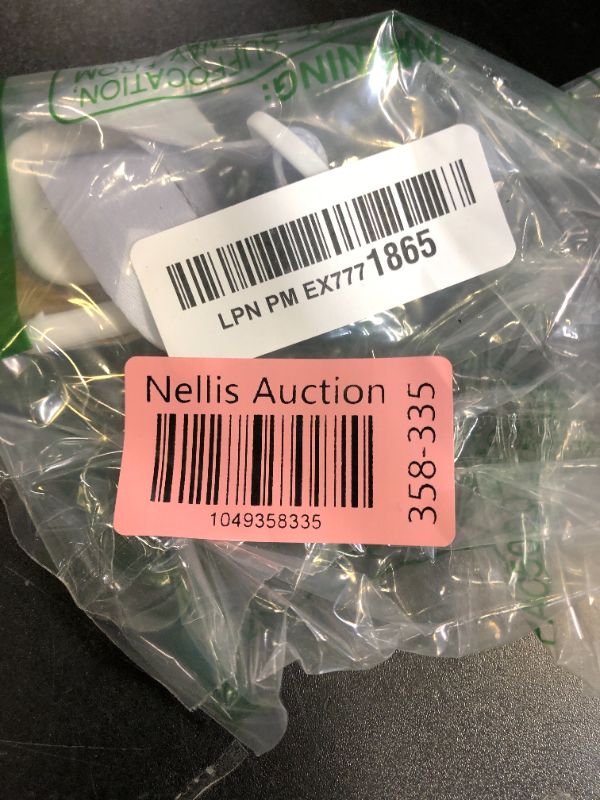 WARNING:
SUFFOCATION,
LPN PM EX7771865
Nellis Auction
1049358335
358-335